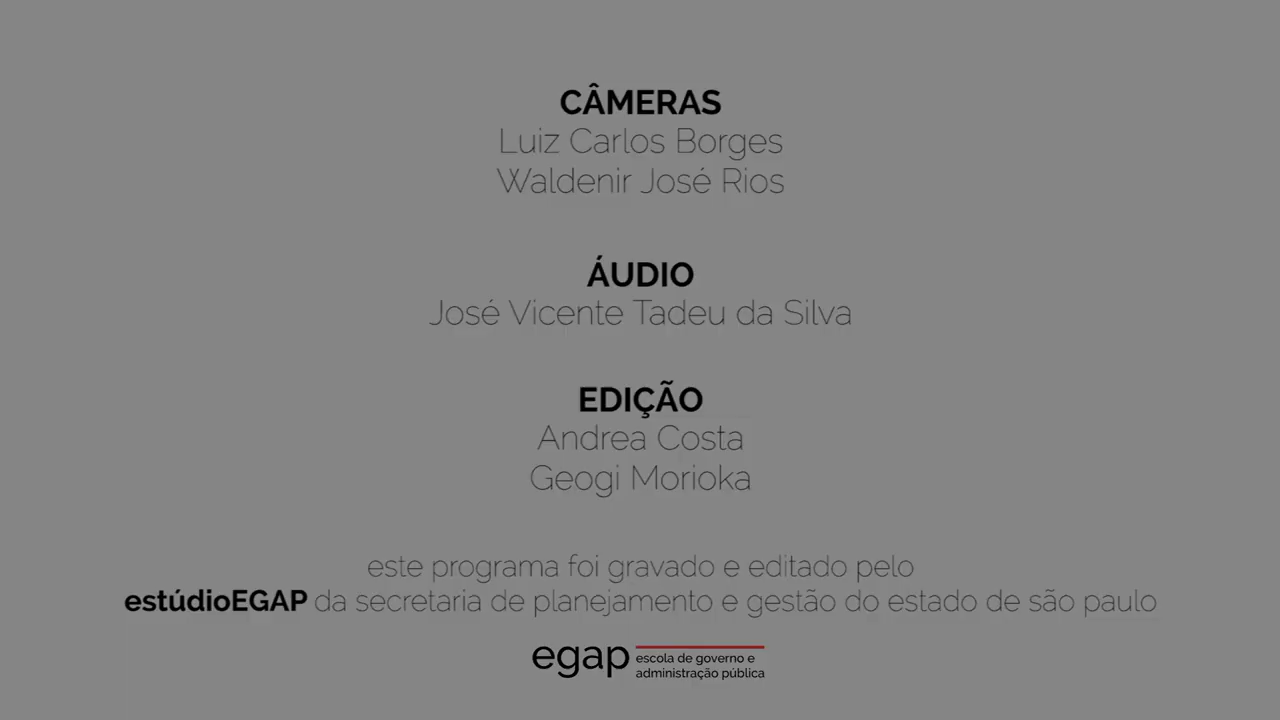 CÂMERAS
Luiz Carlos Borges
Waldenir José Rios
ÁUDIO
José Vicente Tadeu da Silva
EDIÇÃO
Andrea Costa
Geogi Morioka
este programa foi gravado e editado pelo
estúdioEGAP da secretaria de planejamento e gestão do estado de são paulo
egap escola de governo e
administração pública